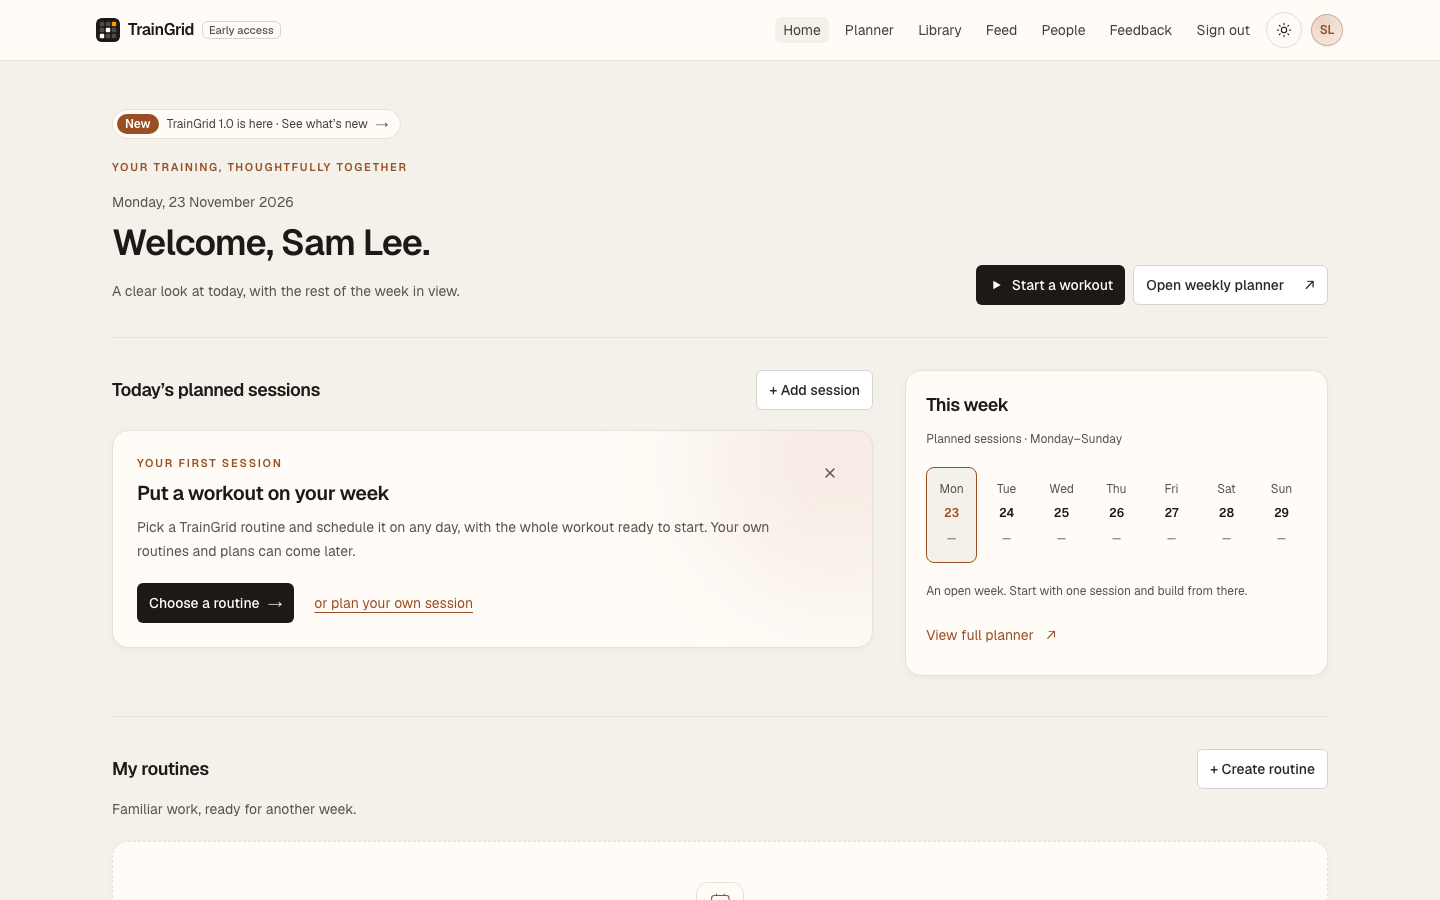 TrainGrid Early access
Home Planner Library Feed People Feedback Sign out SL
New TrainGrid 1.0 is here · See what’s new →
YOUR TRAINING, THOUGHTFULLY TOGETHER
Monday, 23 November 2026
Welcome, Sam Lee.
A clear look at today, with the rest of the week in view.
Start a workout
Open weekly planner ↗
Today’s planned sessions
+ Add session
YOUR FIRST SESSION
Put a workout on your week
Pick a TrainGrid routine and schedule it on any day, with the whole workout ready to start. Your own
routines and plans can come later.
Choose a routine →
or plan your own session
This week
Planned sessions · Monday–Sunday
Mon Tue Wed Thu Fri Sat Sun
23 24 25 26 27 28 29
– – – – – – –
An open week. Start with one session and build from there.
View full planner ↗
My routines
+ Create routine
Familiar work, ready for another week.